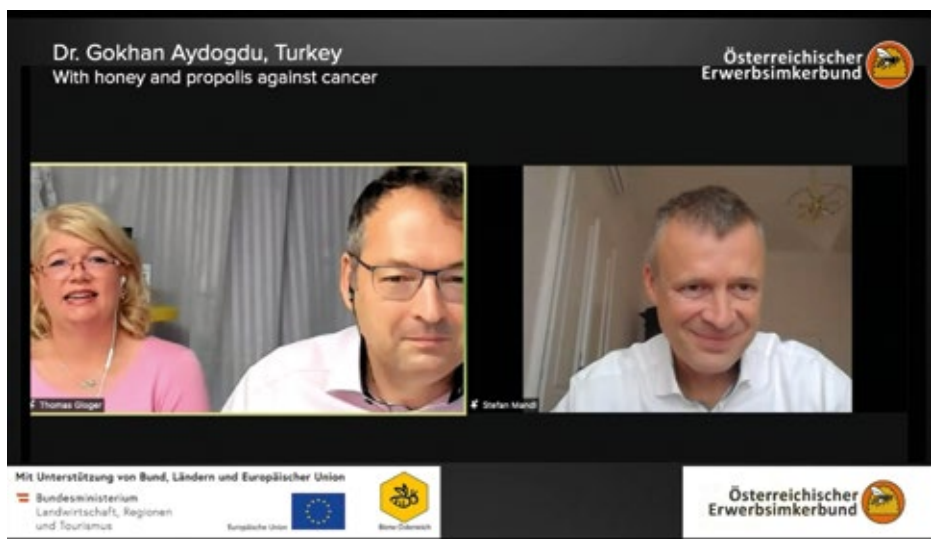 Dr. Gokhan Aydogdu, Turkey
With honey and propolis against cancer
Österreichischer
Erwerbsimkerbund
Thomas Gloger
Stefan Mandl
Mit Unterstützung von Bund, Ländern und Europäischer Union
Bundesministerium
Landwirtschaft, Regionen
und Tourismus
Europäische Union
Biene Österreich
Österreichischer
Erwerbsimkerbund